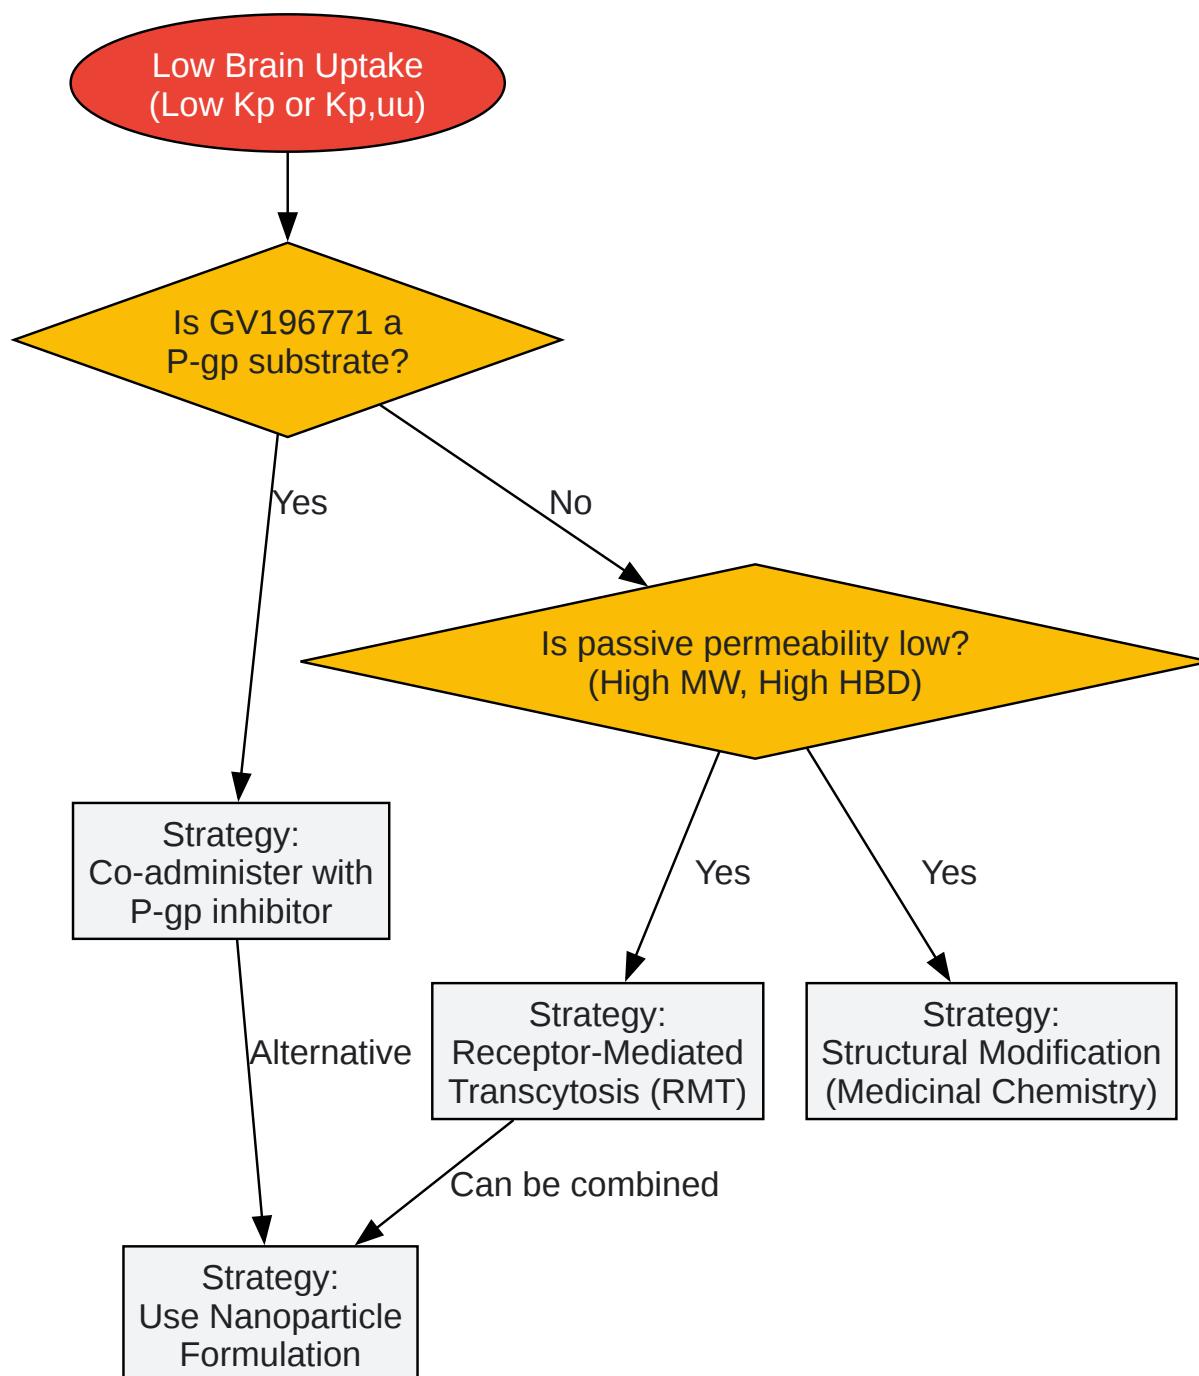 Low Brain Uptake
(Low Kp or Kp,uu)
Is GV196771 a
P-gp substrate?
Yes
No
Is passive permeability low?
(High MW, High HBD)
Strategy:
Co-administer with
P-gp inhibitor
Yes
Yes
Strategy:
Receptor-Mediated
Transcytosis (RMT)
Strategy:
Structural Modification
(Medicinal Chemistry)
Alternative
Can be combined
Strategy:
Use Nanoparticle
Formulation